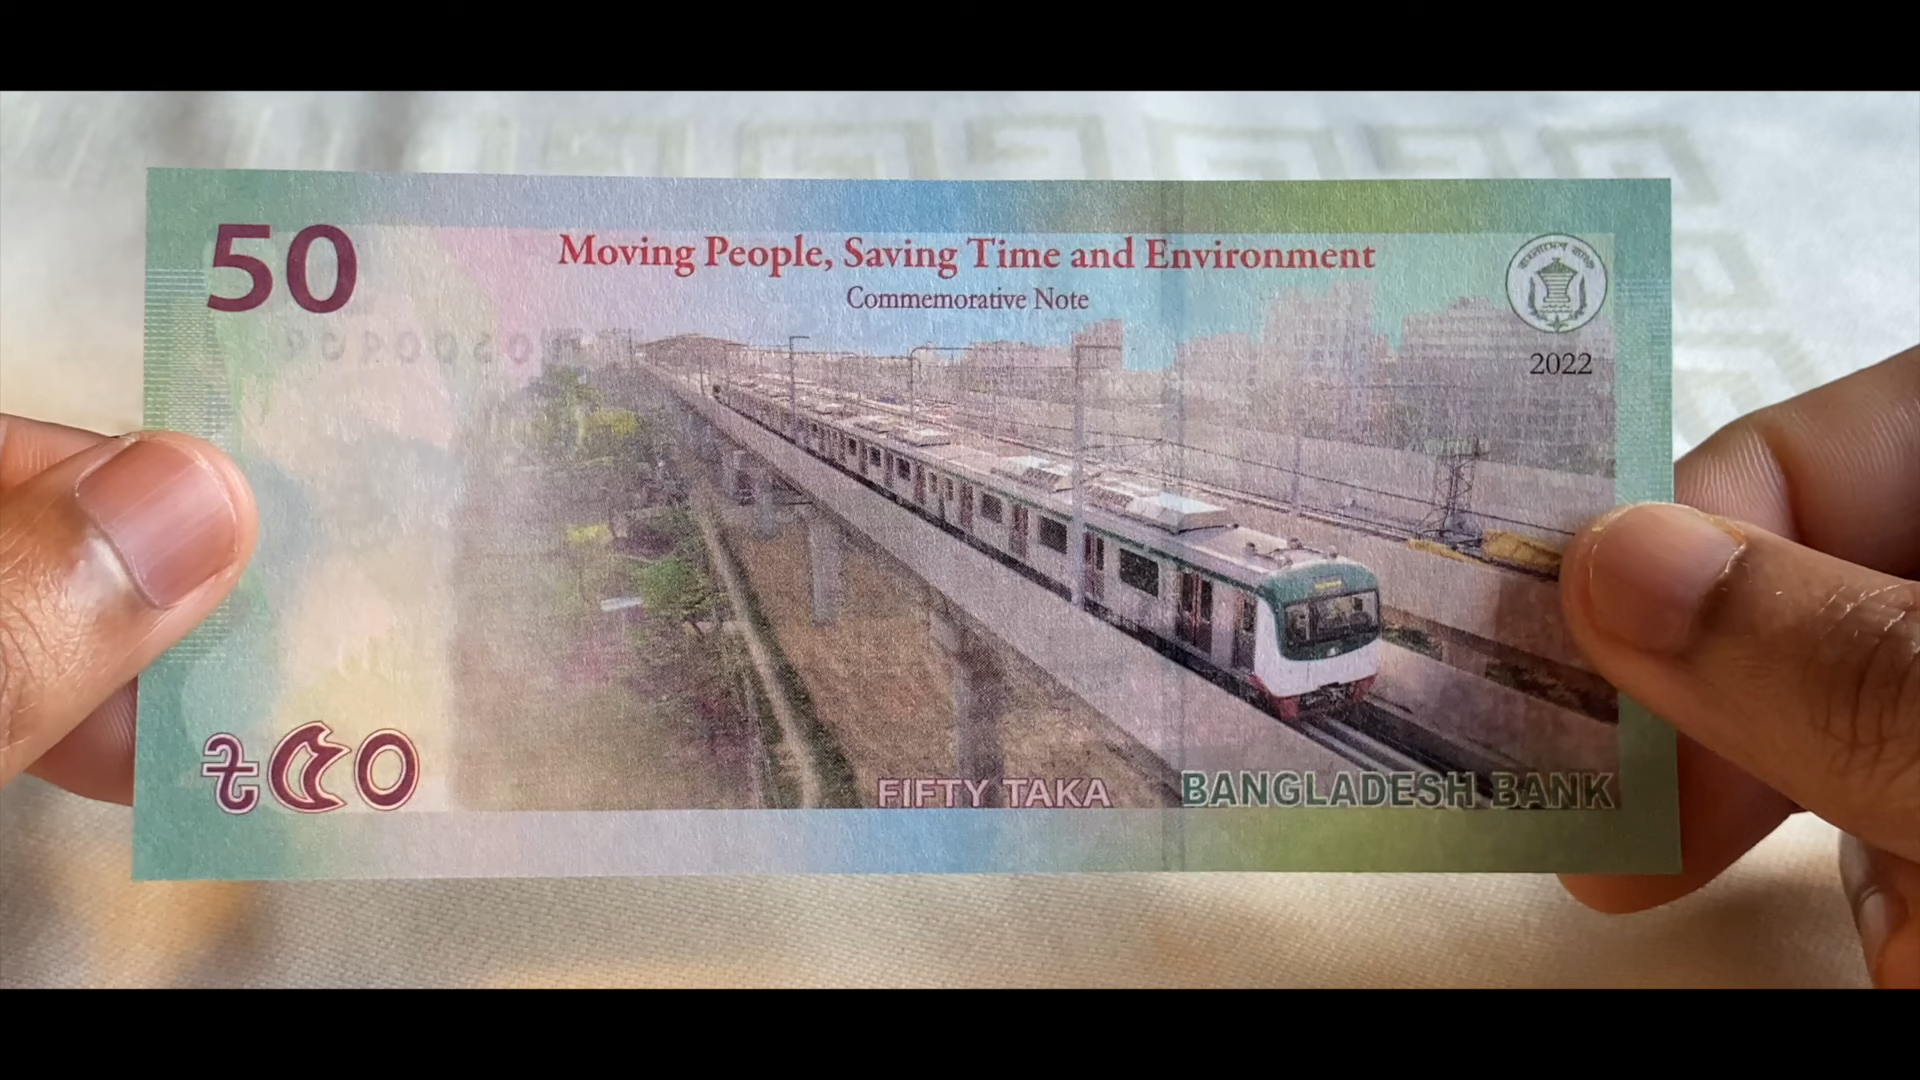 50
Moving People, Saving Time and Environment
Commemorative Note
বাংলাদেশ ব্যাংক
2022
৳৫০
FIFTY TAKA
BANGLADESH BANK